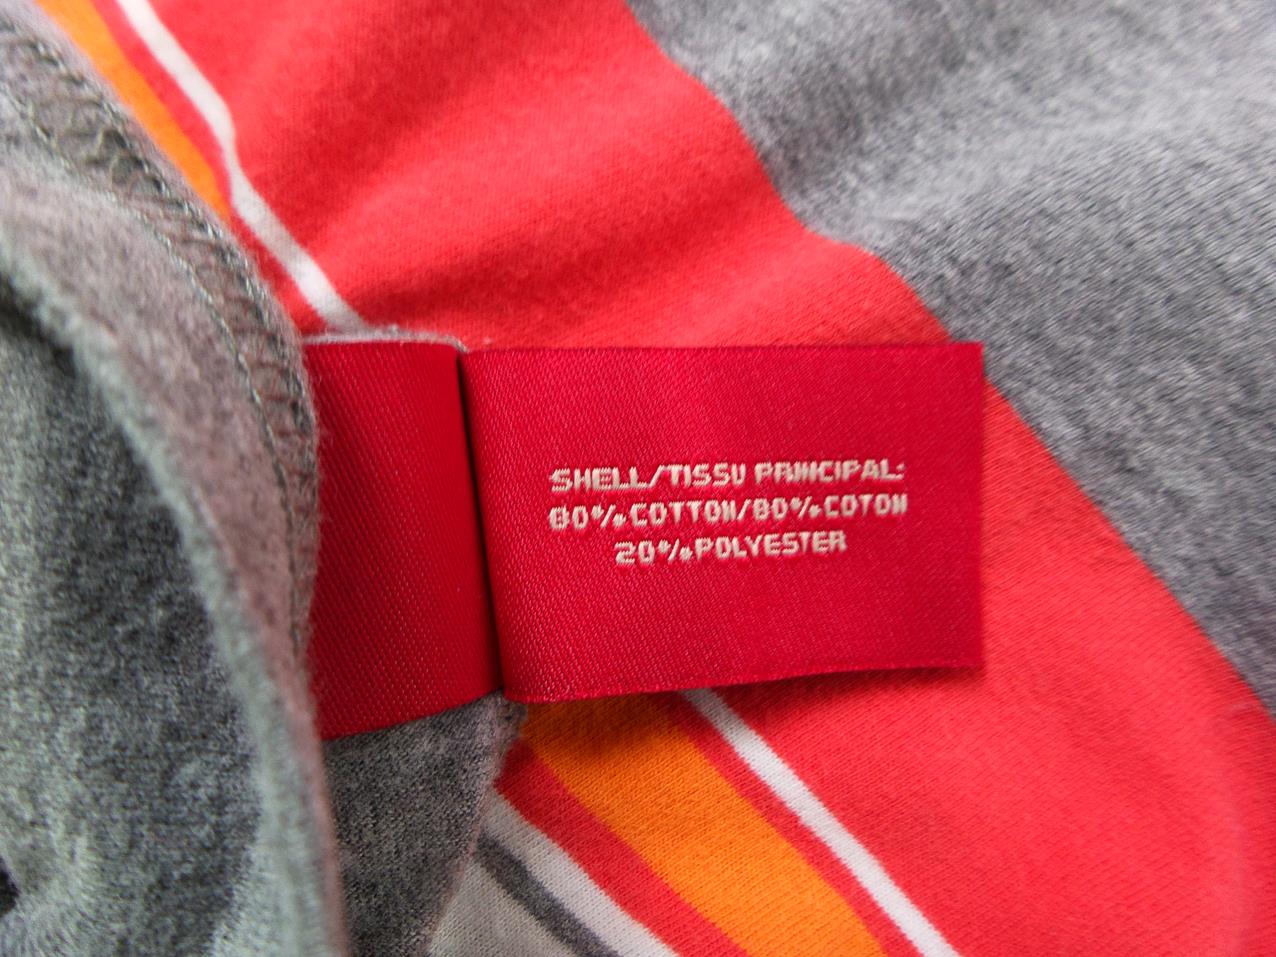 SHELL/TISSU PRINCIPAL:
80%COTTON/80%COTON
20%POLYESTER